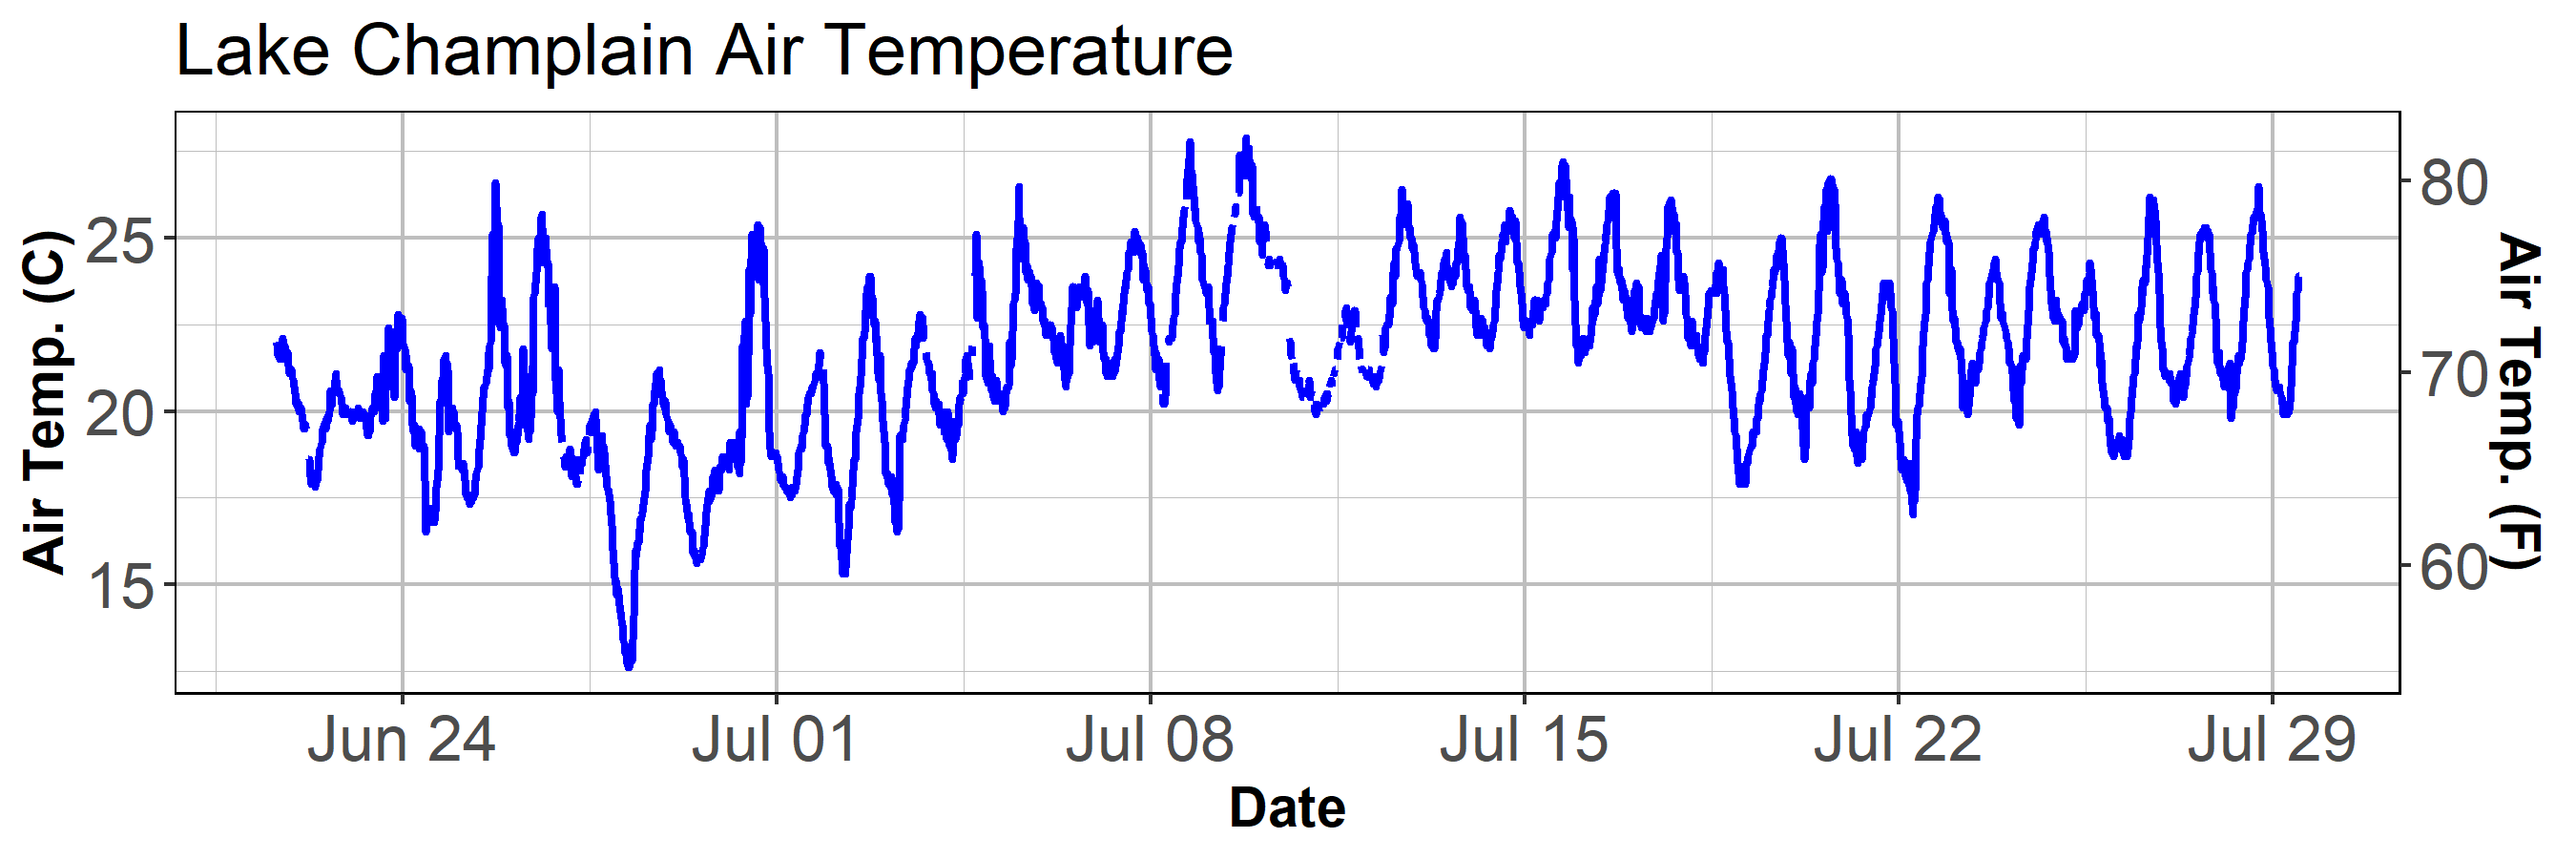 Lake Champlain Air Temperature
Air Temp. (C)
25
20
15
80
70
60
Air Temp. (F)
Jun 24 Jul 01 Jul 08 Jul 15 Jul 22 Jul 29
Date